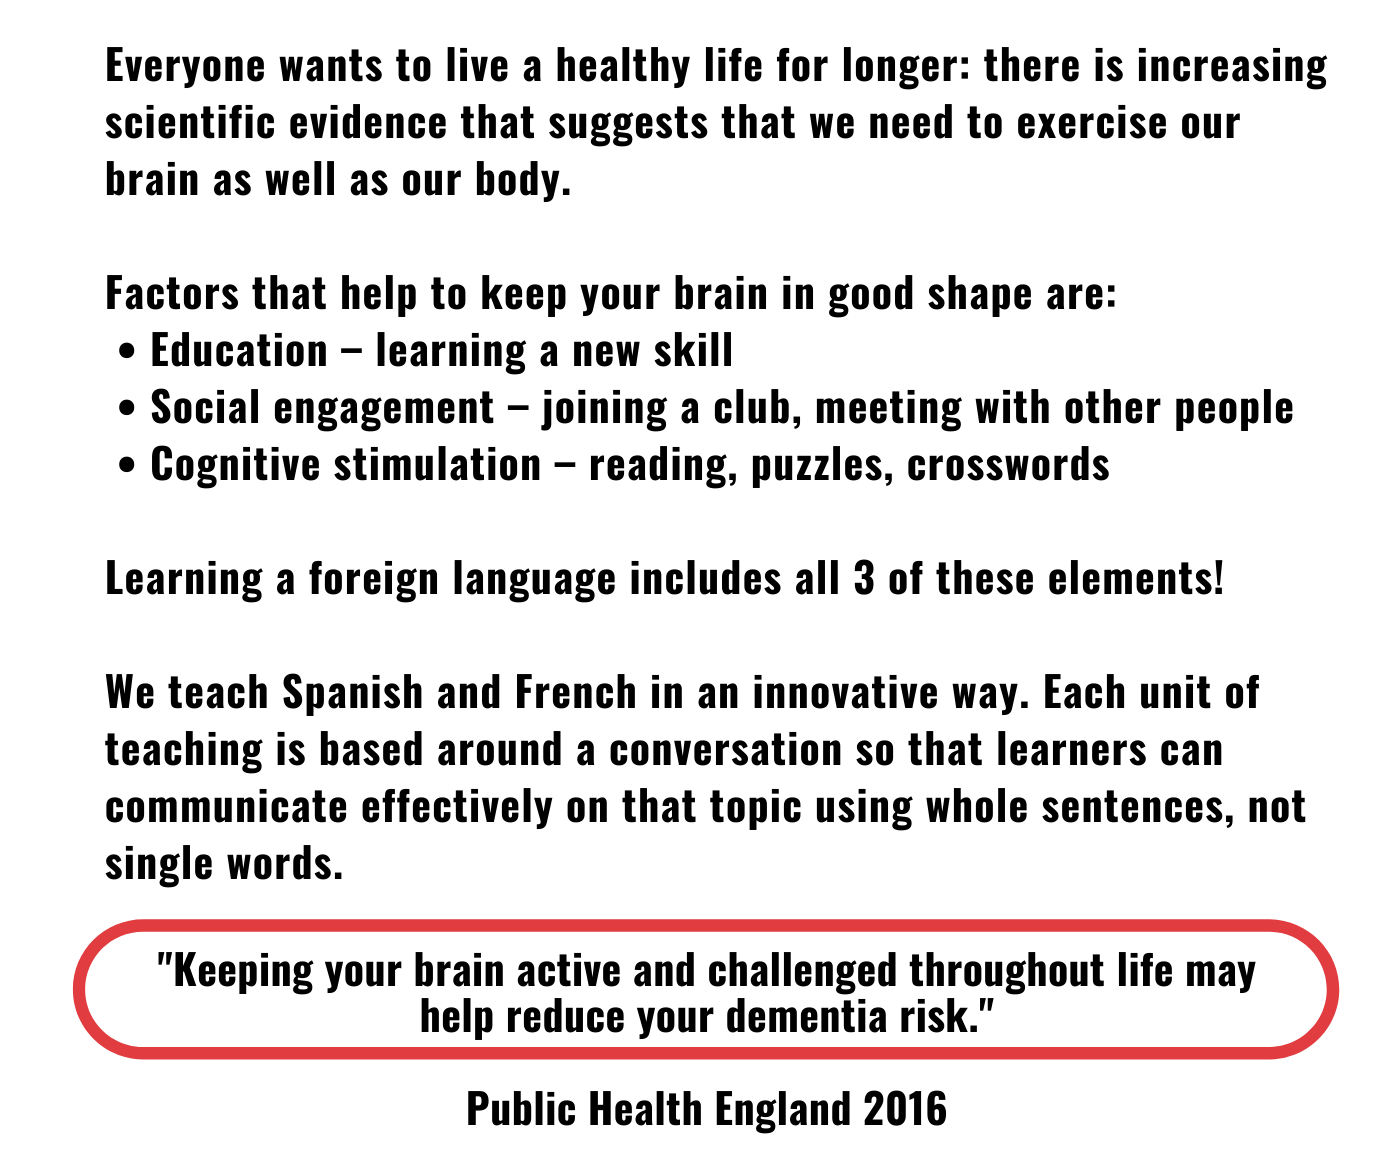 Everyone wants to live a healthy life for longer: there is increasing
scientific evidence that suggests that we need to exercise our
brain as well as our body.
Factors that help to keep your brain in good shape are:
• Education – learning a new skill
• Social engagement – joining a club, meeting with other people
• Cognitive stimulation – reading, puzzles, crosswords
Learning a foreign language includes all 3 of these elements!
We teach Spanish and French in an innovative way. Each unit of
teaching is based around a conversation so that learners can
communicate effectively on that topic using whole sentences, not
single words.
"Keeping your brain active and challenged throughout life may
help reduce your dementia risk."
Public Health England 2016